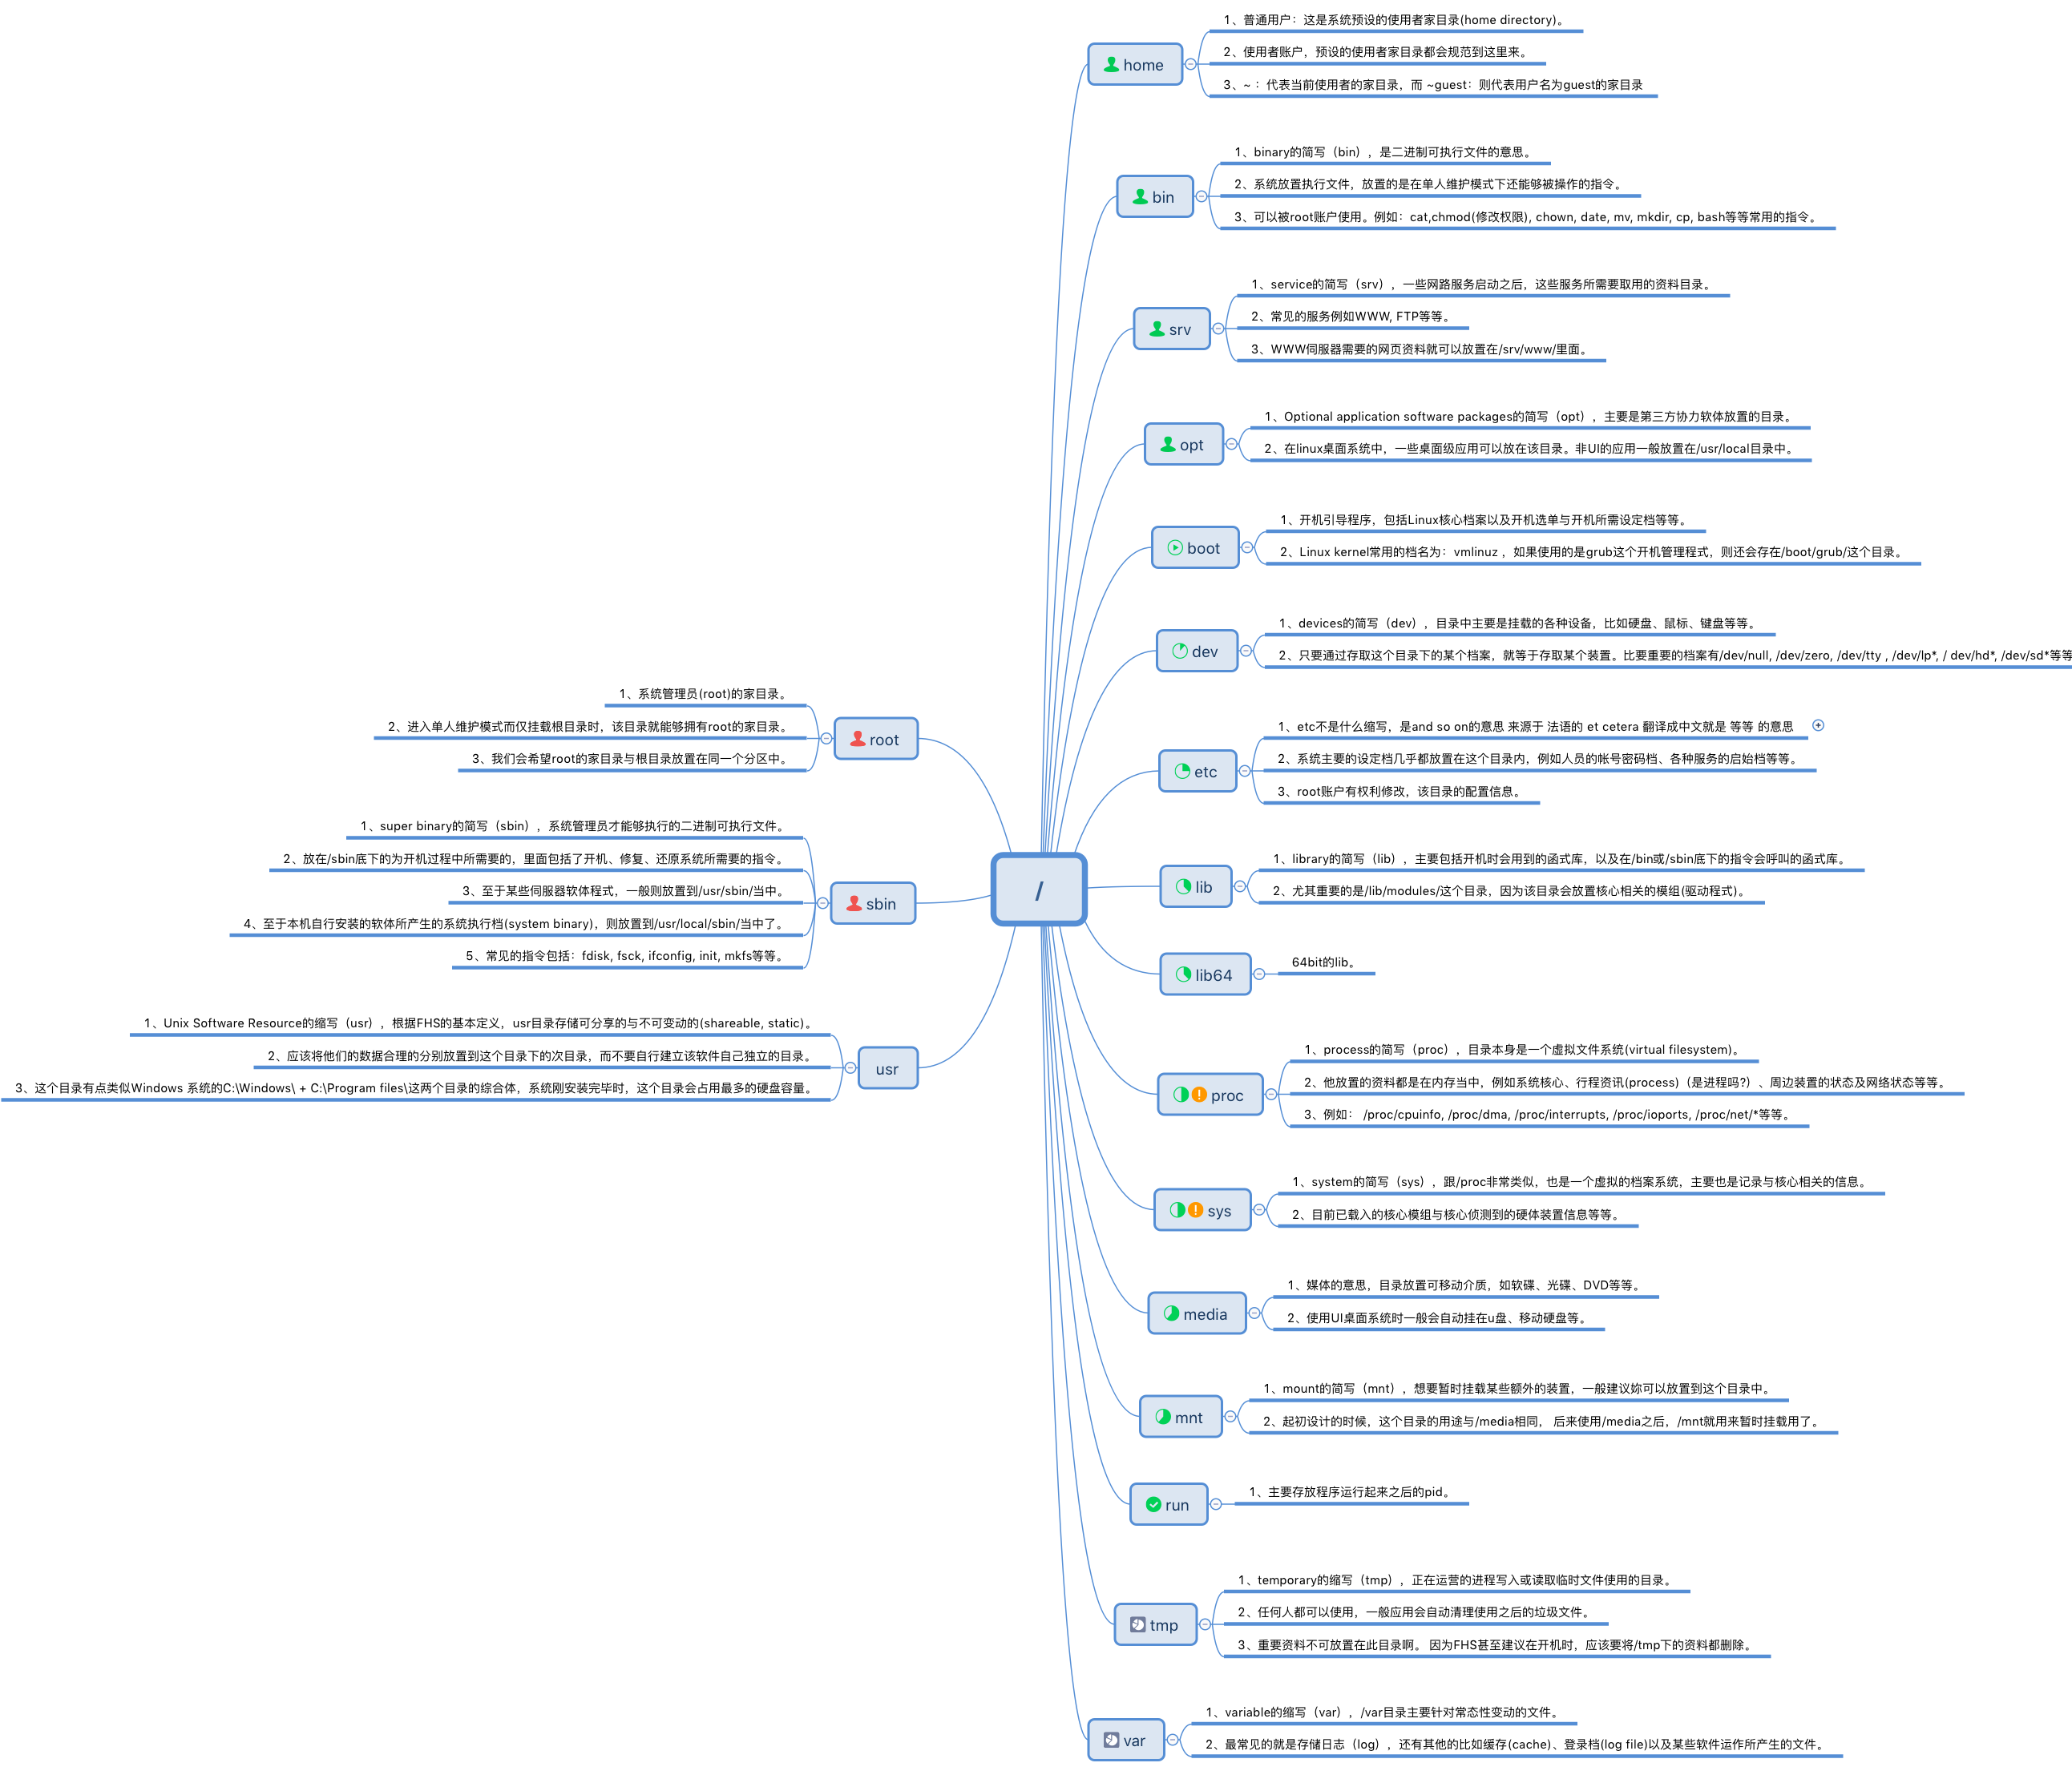 /
home
1、普通用户：这是系统预设的使用者家目录(home directory)。
2、使用者账户，预设的使用者家目录都会规范到这里来。
3、~ ：代表当前使用者的家目录，而 ~guest：则代表用户名为guest的家目录
bin
1、binary的简写（bin），是二进制可执行文件的意思。
2、系统放置执行文件，放置的是在单人维护模式下还能够被操作的指令。
3、可以被root账户使用。例如：cat,chmod(修改权限), chown, date, mv, mkdir, cp, bash等等常用的指令。
srv
1、service的简写（srv），一些网路服务启动之后，这些服务所需要取用的资料目录。
2、常见的服务例如WWW, FTP等等。
3、WWW伺服器需要的网页资料就可以放置在/srv/www/里面。
opt
1、Optional application software packages的简写（opt），主要是第三方协力软体放置的目录。
2、在linux桌面系统中，一些桌面级应用可以放在该目录。非UI的应用一般放置在/usr/local目录中。
boot
1、开机引导程序，包括Linux核心档案以及开机选单与开机所需设定档等等。
2、Linux kernel常用的档名为：vmlinuz ，如果使用的是grub这个开机管理程式，则还会存在/boot/grub/这个目录。
dev
1、devices的简写（dev），目录中主要是挂载的各种设备，比如硬盘、鼠标、键盘等等。
2、只要通过存取这个目录下的某个档案，就等于存取某个装置。比要重要的档案有/dev/null, /dev/zero, /dev/tty , /dev/lp*, / dev/hd*, /dev/sd*等等
etc
1、etc不是什么缩写，是and so on的意思 来源于 法语的 et cetera 翻译成中文就是 等等 的意思
2、系统主要的设定档几乎都放置在这个目录内，例如人员的帐号密码档、各种服务的启始档等等。
3、root账户有权利修改，该目录的配置信息。
lib
1、library的简写（lib），主要包括开机时会用到的函式库，以及在/bin或/sbin底下的指令会呼叫的函式库。
2、尤其重要的是/lib/modules/这个目录，因为该目录会放置核心相关的模组(驱动程式)。
lib64
64bit的lib。
proc
1、process的简写（proc），目录本身是一个虚拟文件系统(virtual filesystem)。
2、他放置的资料都是在内存当中，例如系统核心、行程资讯(process)（是进程吗?）、周边装置的状态及网络状态等等。
3、例如： /proc/cpuinfo, /proc/dma, /proc/interrupts, /proc/ioports, /proc/net/*等等。
sys
1、system的简写（sys），跟/proc非常类似，也是一个虚拟的档案系统，主要也是记录与核心相关的信息。
2、目前已载入的核心模组与核心侦测到的硬体装置信息等等。
media
1、媒体的意思，目录放置可移动介质，如软碟、光碟、DVD等等。
2、使用UI桌面系统时一般会自动挂在u盘、移动硬盘等。
mnt
1、mount的简写（mnt），想要暂时挂载某些额外的装置，一般建议妳可以放置到这个目录中。
2、起初设计的时候，这个目录的用途与/media相同， 后来使用/media之后，/mnt就用来暂时挂载用了。
run
1、主要存放程序运行起来之后的pid。
tmp
1、temporary的缩写（tmp），正在运营的进程写入或读取临时文件使用的目录。
2、任何人都可以使用，一般应用会自动清理使用之后的垃圾文件。
3、重要资料不可放置在此目录啊。 因为FHS甚至建议在开机时，应该要将/tmp下的资料都删除。
var
1、variable的缩写（var），/var目录主要针对常态性变动的文件。
2、最常见的就是存储日志（log），还有其他的比如缓存(cache)、登录档(log file)以及某些软件运作所产生的文件。
root
1、系统管理员(root)的家目录。
2、进入单人维护模式而仅挂载根目录时，该目录就能够拥有root的家目录。
3、我们会希望root的家目录与根目录放置在同一个分区中。
sbin
1、super binary的简写（sbin），系统管理员才能够执行的二进制可执行文件。
2、放在/sbin底下的为开机过程中所需要的，里面包括了开机、修复、还原系统所需要的指令。
3、至于某些伺服器软体程式，一般则放置到/usr/sbin/当中。
4、至于本机自行安装的软体所产生的系统执行档(system binary)，则放置到/usr/local/sbin/当中了。
5、常见的指令包括：fdisk, fsck, ifconfig, init, mkfs等等。
usr
1、Unix Software Resource的缩写（usr），根据FHS的基本定义，usr目录存储可分享的与不可变动的(shareable, static)。
2、应该将他们的数据合理的分别放置到这个目录下的次目录，而不要自行建立该软件自己独立的目录。
3、这个目录有点类似Windows 系统的C:\Windows\ + C:\Program files\这两个目录的综合体，系统刚安装完毕时，这个目录会占用最多的硬盘容量。